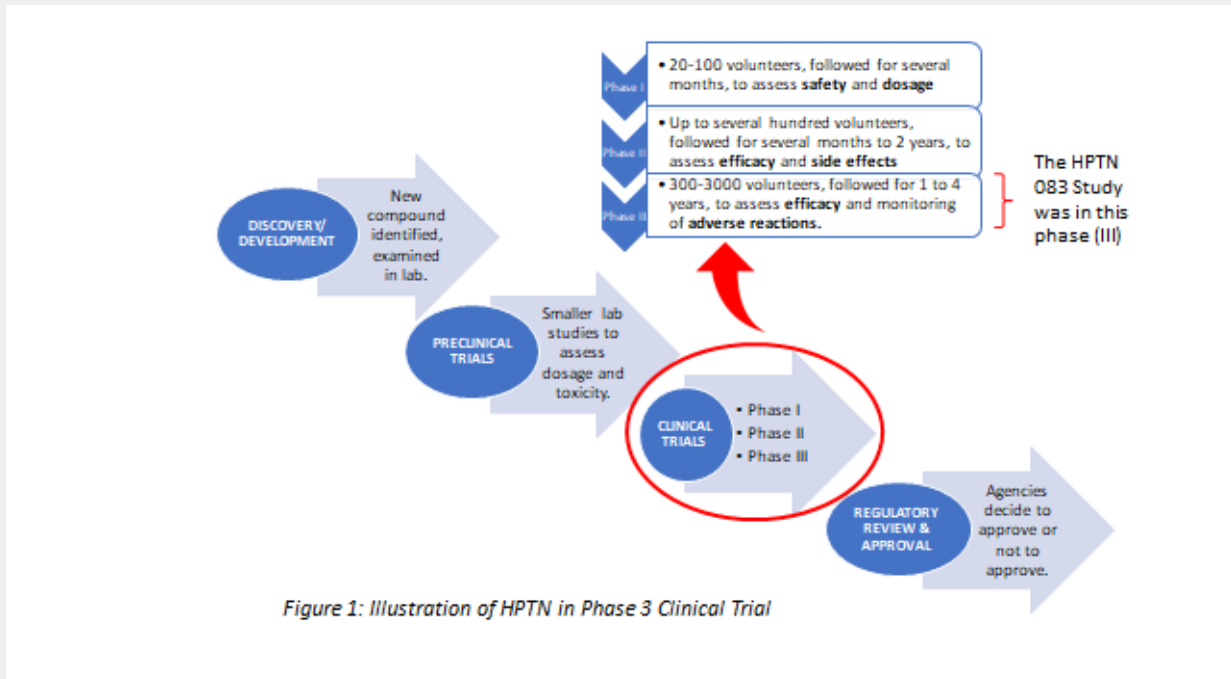 Phase I
• 20-100 volunteers, followed for several
months, to assess safety and dosage
Phase II
• Up to several hundred volunteers,
followed for several months to 2 years, to
assess efficacy and side effects
Phase II
• 300-3000 volunteers, followed for 1 to 4
years, to assess efficacy and monitoring
of adverse reactions.
The HPTN
083 Study
was in this
phase (III)
DISCOVERY/
DEVELOPMENT
New
compound
identified,
examined
in lab.
PRECLINICAL
TRIALS
Smaller lab
studies to
assess
dosage and
toxicity.
CLINICAL
TRIALS
▪ Phase I
▪ Phase II
▪ Phase III
REGULATORY
REVIEW &
APPROVAL
Agencies
decide to
approve or
not to
approve.
Figure 1: Illustration of HPTN in Phase 3 Clinical Trial